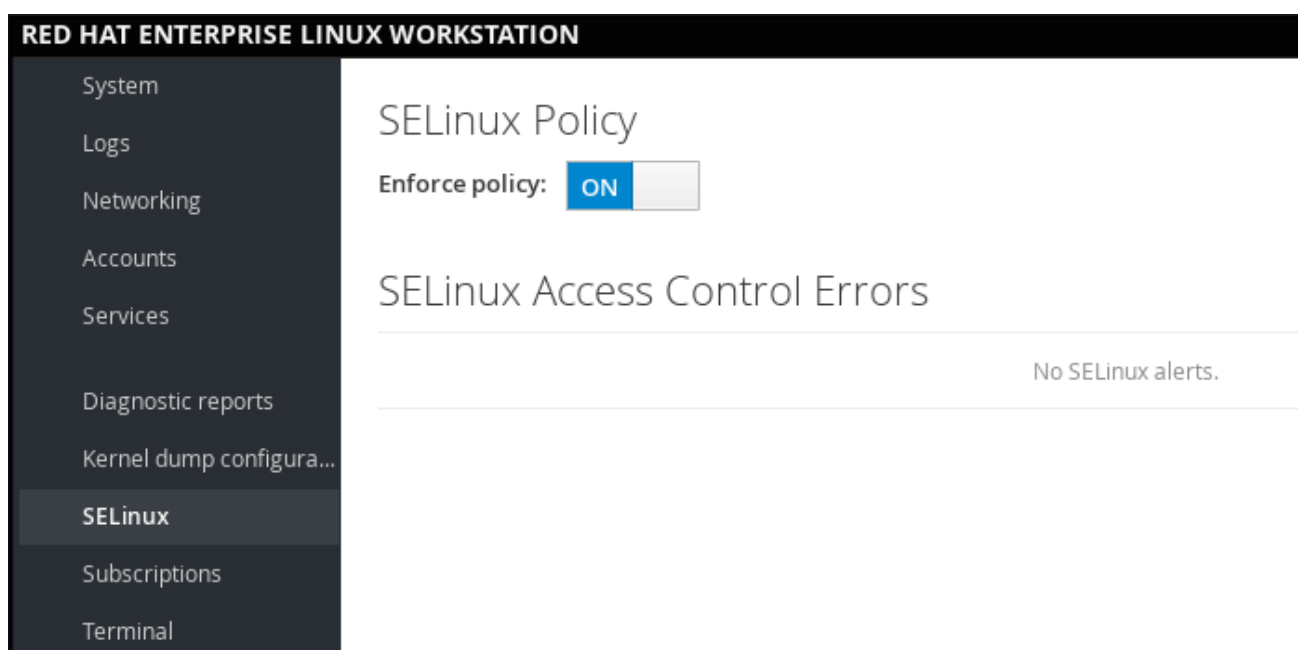 RED HAT ENTERPRISE LINUX WORKSTATION
System
Logs
Networking
Accounts
Services
Diagnostic reports
Kernel dump configura...
SELinux
Subscriptions
Terminal
SELinux Policy
Enforce policy: ON
SELinux Access Control Errors
No SELinux alerts.